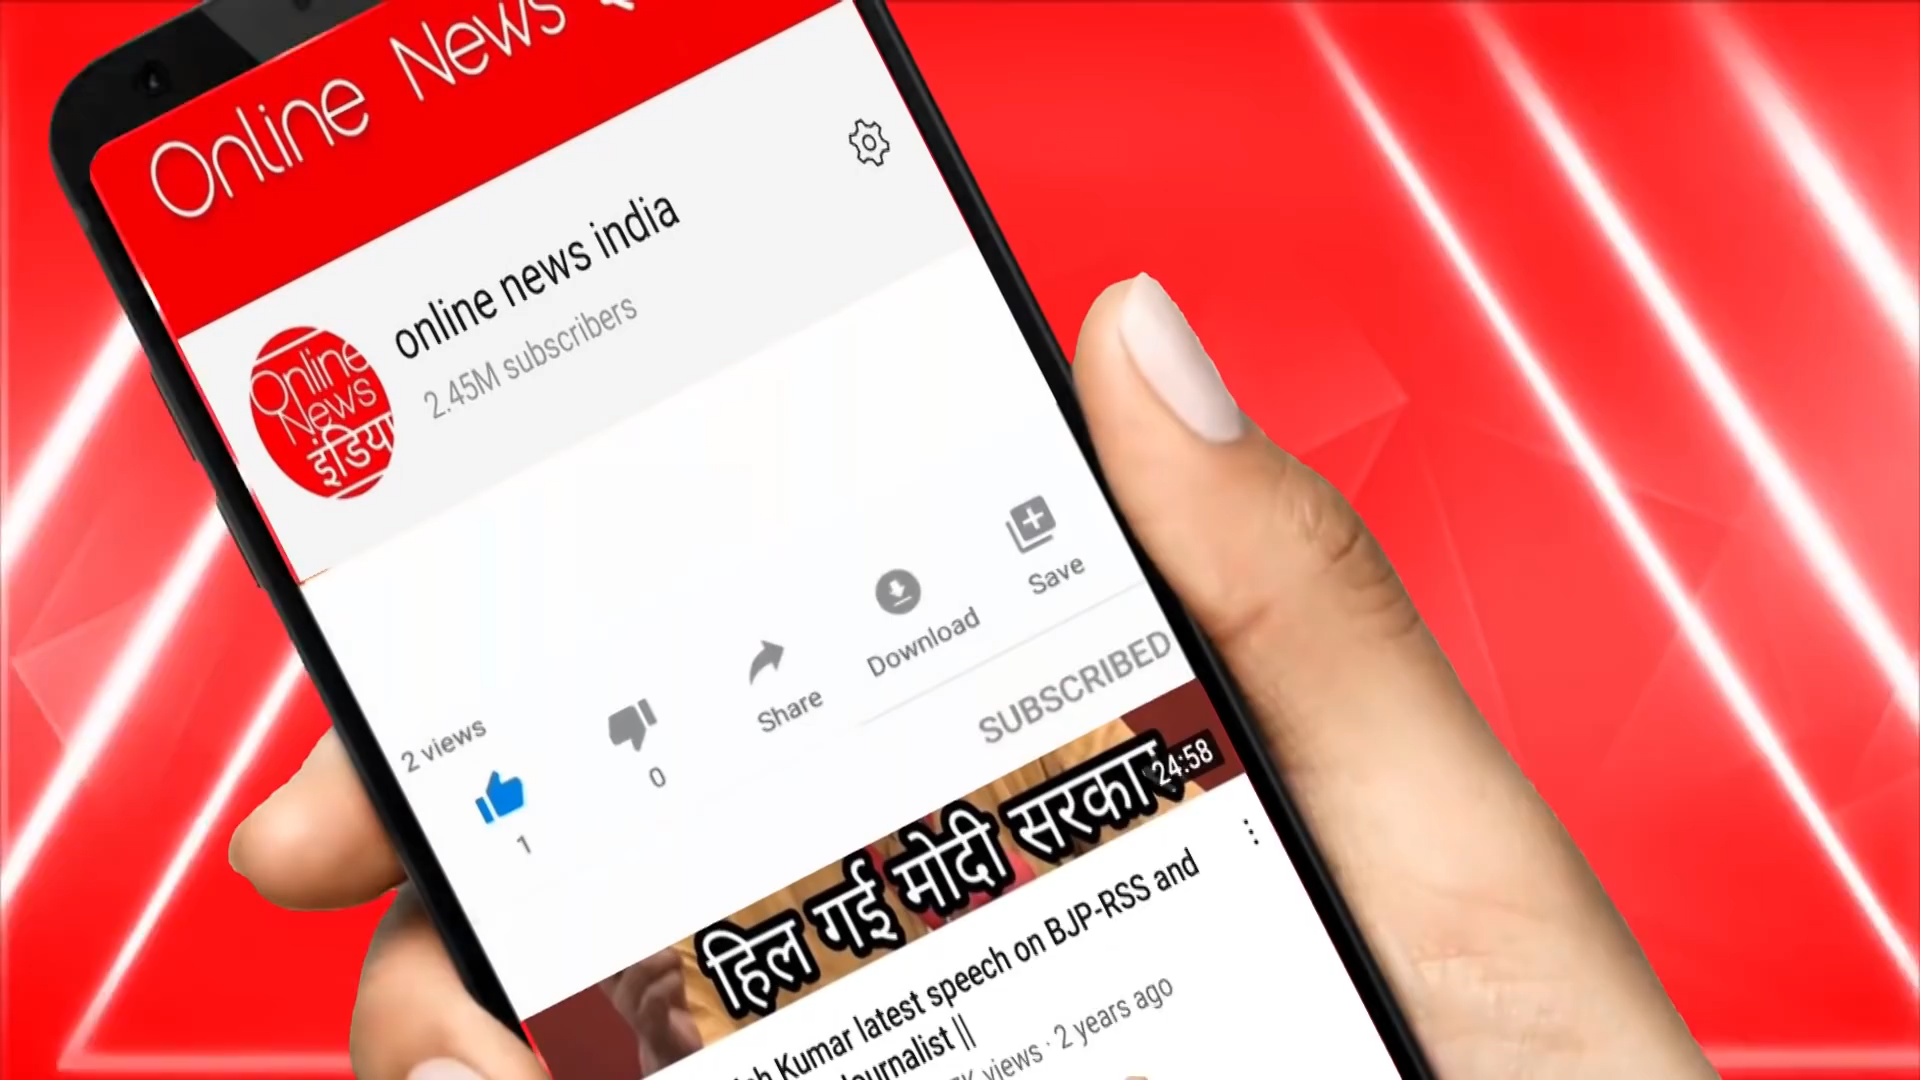 Online News
online news india
2.45M subscribers
Online
News
इंडिया
2 views
1
0
Share
Download
Save
SUBSCRIBED
हिल गई मोदी सरकार
24:58
Kumar latest speech on BJP-RSS and
||
views · 2 years ago